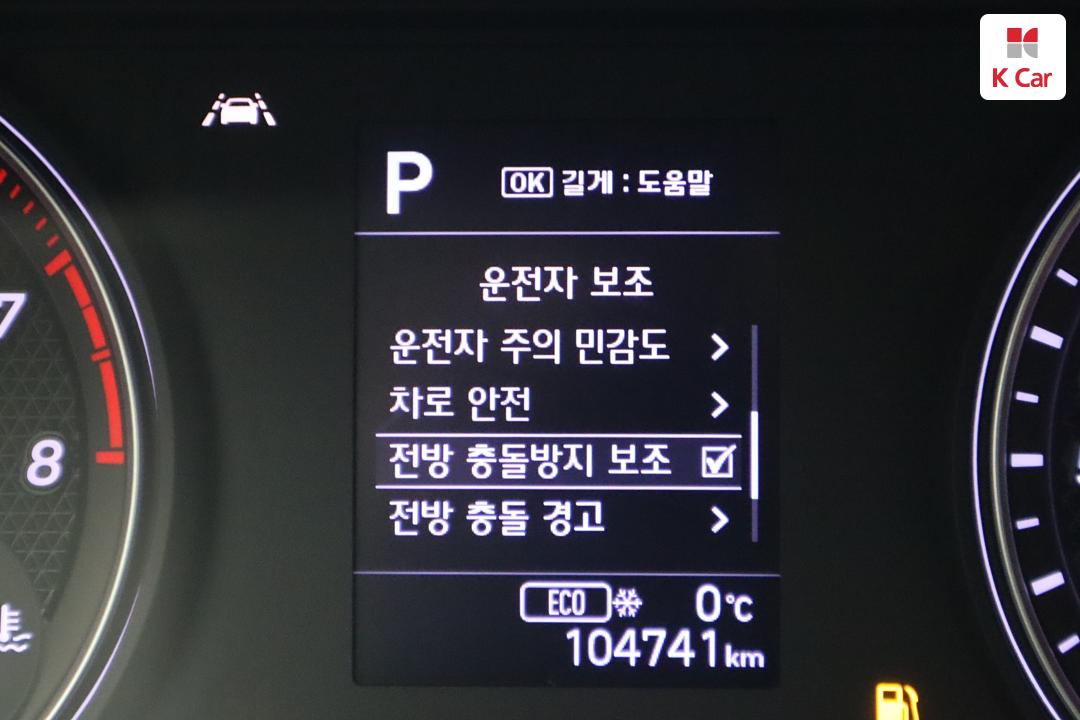 K Car
P
OK 길게 : 도움말
운전자 보조
운전자 주의 민감도
차로 안전
전방 충돌방지 보조
전방 충돌 경고
7
8
ECO 0℃
104741km